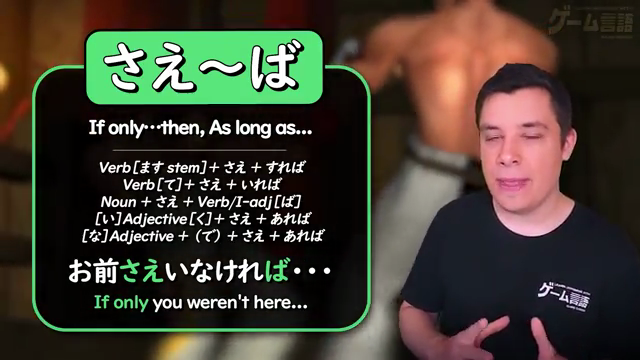 さえ～ば
If only…then, As long as...
Verb[ます stem]+ さえ + すれば
Verb[て]+ さえ + いれば
Noun + さえ + Verb/I-adj[ば]
[い]Adjective[く]+ さえ + あれば
[な]Adjective +（で）+ さえ + あれば
お前さえいなければ・・・
If only you weren't here...
ゲーム言語
ゲーム言語